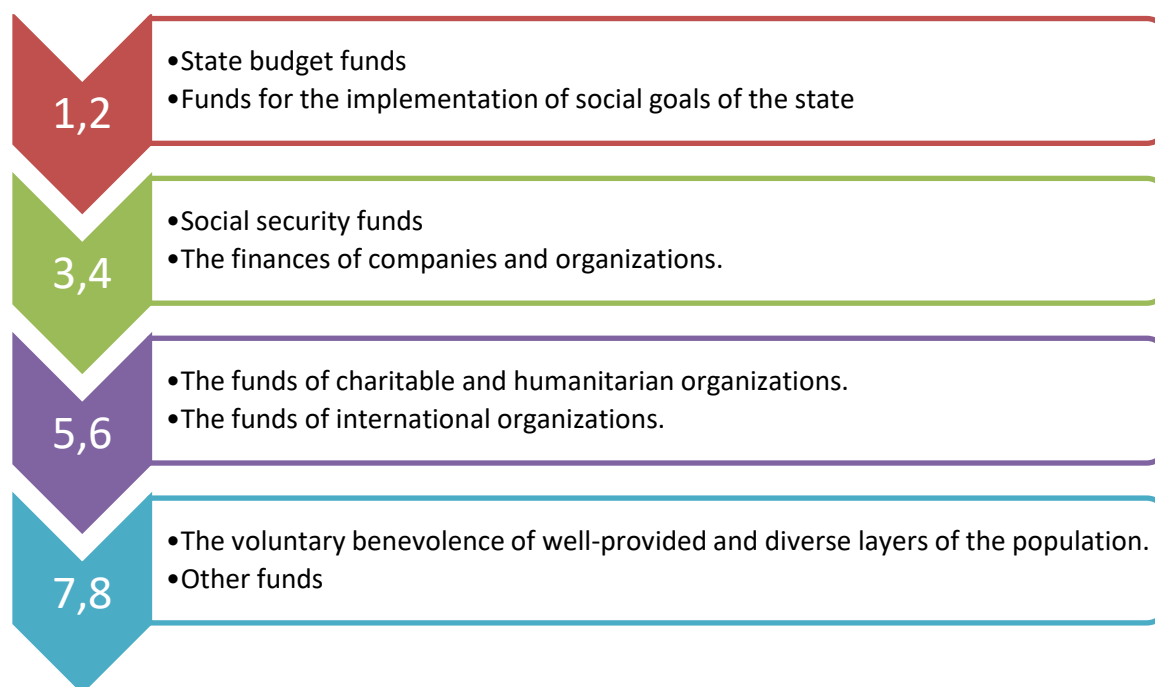 1,2
•State budget funds
•Funds for the implementation of social goals of the state
3,4
•Social security funds
•The finances of companies and organizations.
5,6
•The funds of charitable and humanitarian organizations.
•The funds of international organizations.
7,8
•The voluntary benevolence of well-provided and diverse layers of the population.
•Other funds